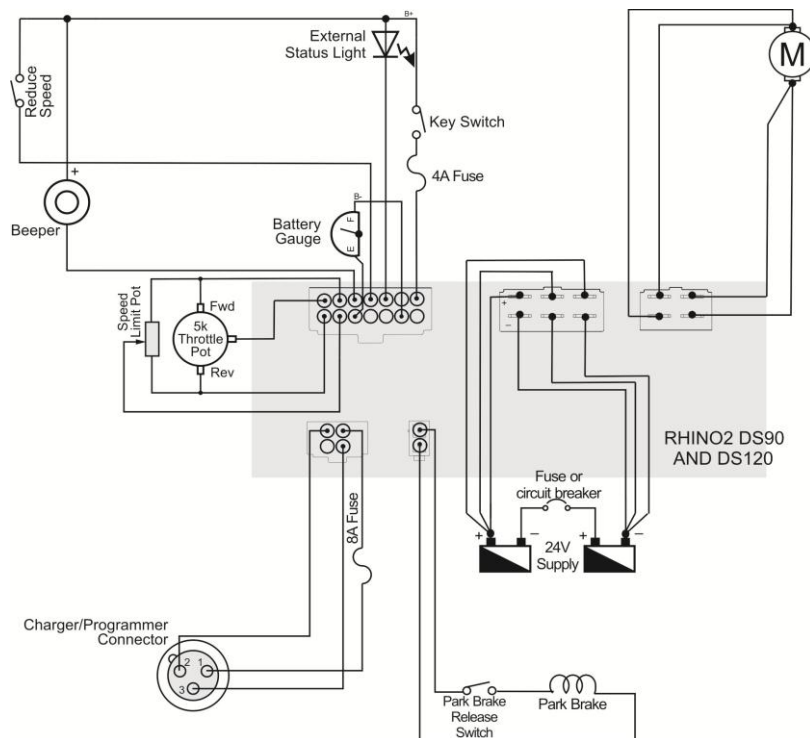 B+
External
Status Light
M
Reduce
Speed
Key Switch
4A Fuse
+
Beeper
B-
Battery
Gauge
F
E
Speed
Limit Pot
Fwd
5k
Throttle
Pot
Rev
+
–
RHINO2 DS90
AND DS120
8A Fuse
Fuse or
circuit breaker
+
–
+
–
24V
Supply
Charger/Programmer
Connector
2
1
3
Park Brake
Release
Switch
Park Brake